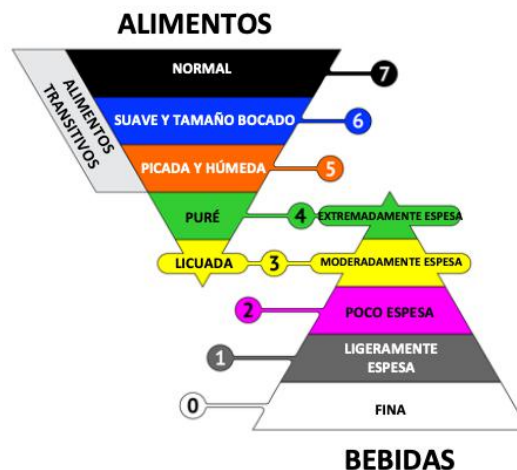 ALIMENTOS
NORMAL
7
ALIMENTOS
TRANSITIVOS
SUAVE Y TAMAÑO BOCADO
6
PICADA Y HÚMEDA
5
PURÉ
4
EXTREMADAMENTE ESPESA
LICUADA
3
MODERADAMENTE ESPESA
2
POCO ESPESA
1
LIGERAMENTE
ESPESA
0
FINA
BEBIDAS